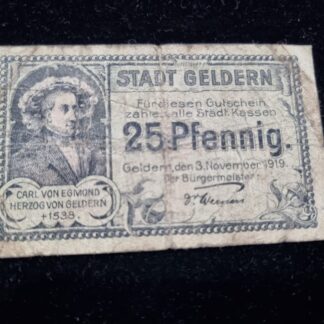 STADT GELDERN
Für diesen Gutschein
zahlen alle Stadt. Kassen
25 Pfennig.
Geldern, den 3. November 1919.
Der Bürgermeister
CARL VON EGMOND
HERZOG VON GELDERN
+ 1538